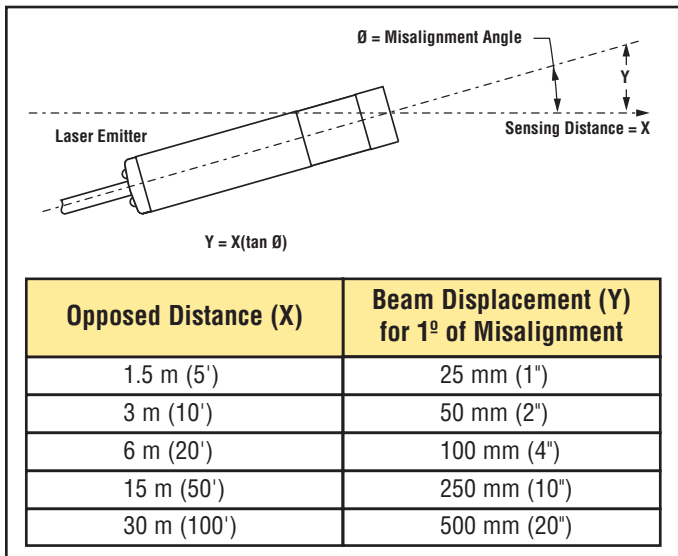 Ø = Misalignment Angle
Y
Laser Emitter
Sensing Distance = X
Y = X(tan Ø)
Opposed Distance (X)
Beam Displacement (Y)
for 1º of Misalignment
1.5 m (5')
25 mm (1")
3 m (10')
50 mm (2")
6 m (20')
100 mm (4")
15 m (50')
250 mm (10")
30 m (100')
500 mm (20")